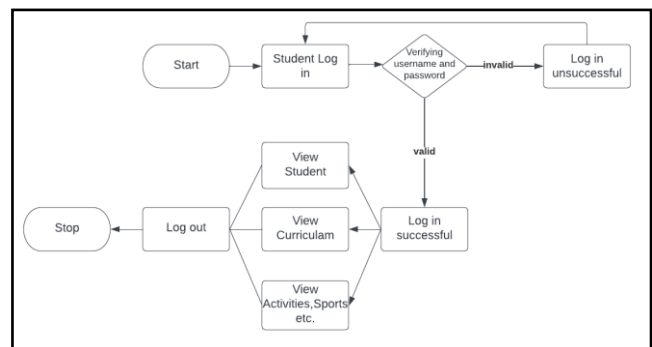 Start
Student Log
in
Verifying
username and
password
invalid
Log in
unsuccessful
valid
View
Student
Stop
Log out
View
Curriculam
Log in
successful
View
Activities,Sports
etc.